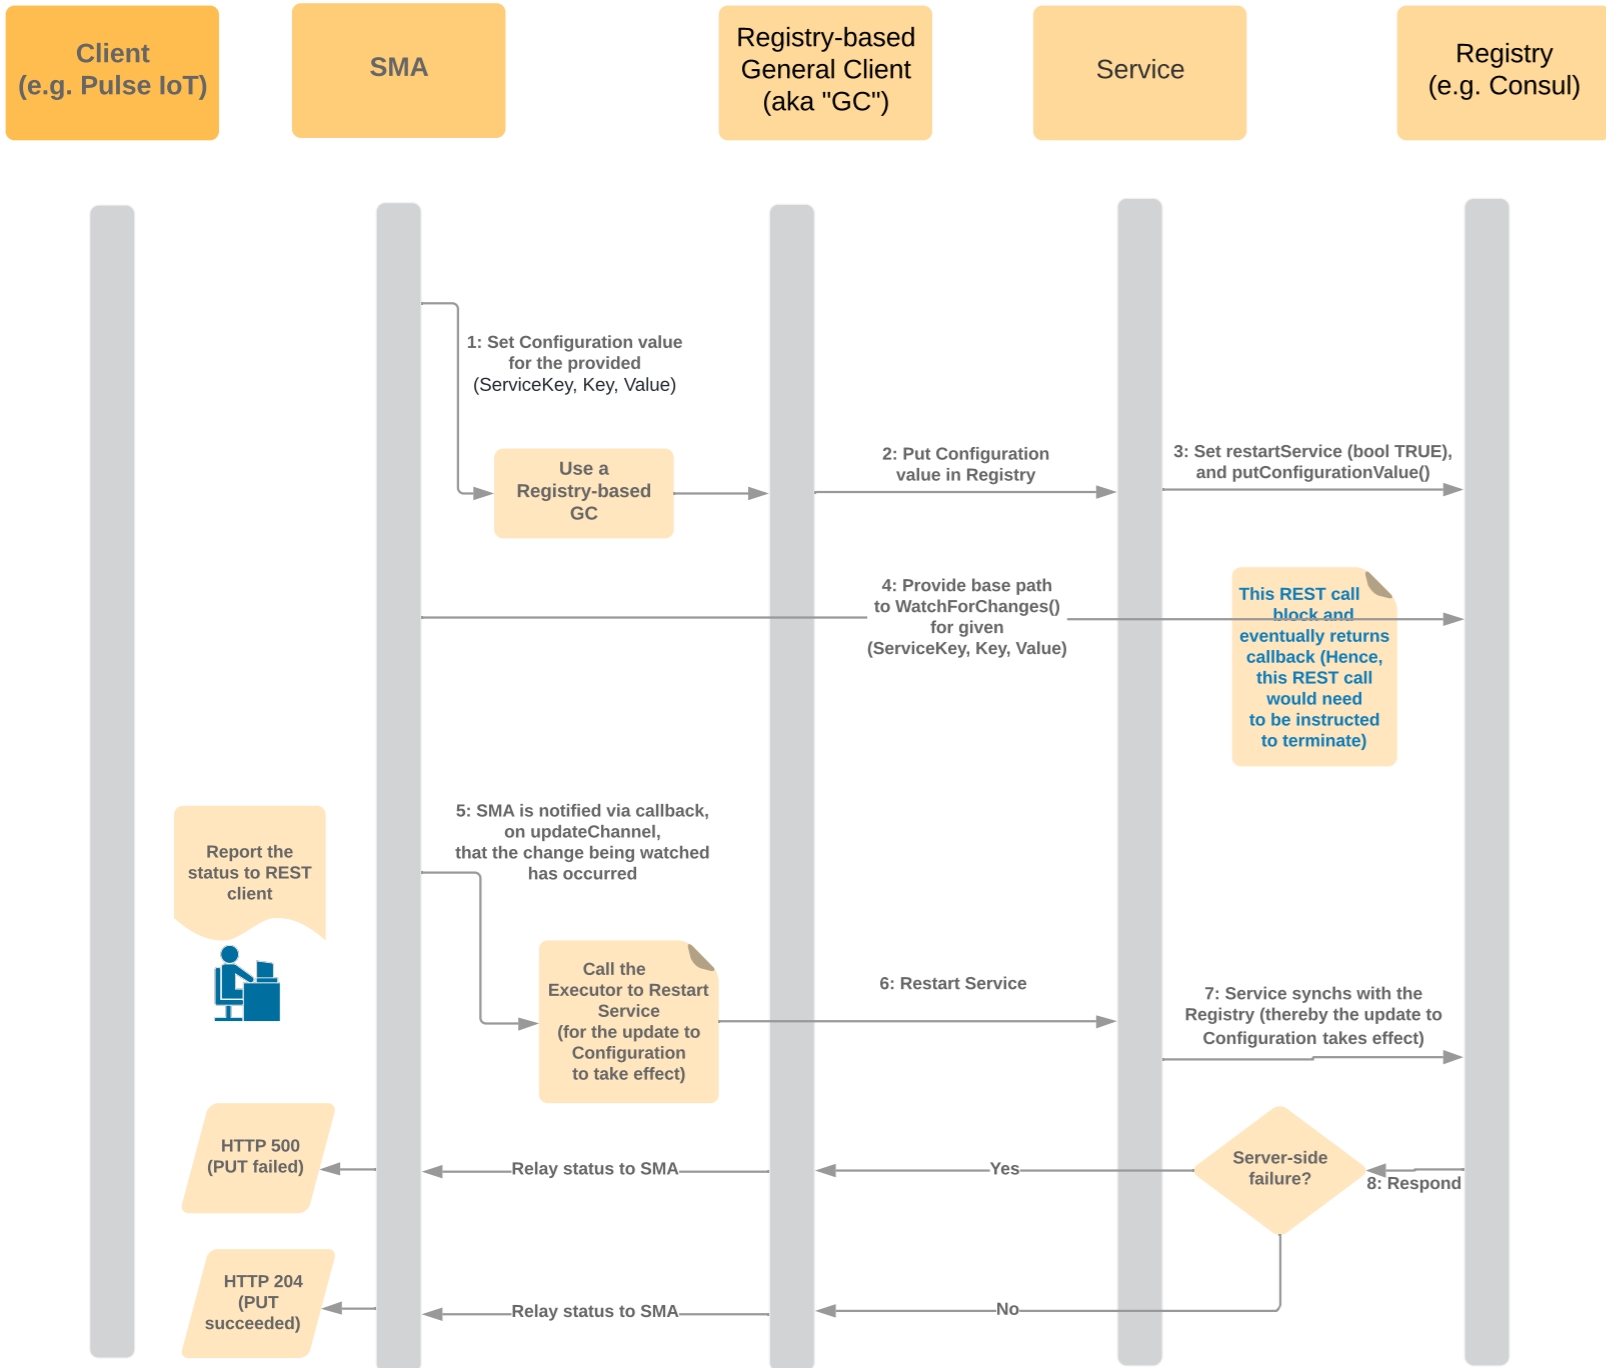 Client
(e.g. Pulse IoT)
SMA
Registry-based
General Client
(aka "GC")
Service
Registry
(e.g. Consul)
1: Set Configuration value
for the provided
(ServiceKey, Key, Value)
Use a
Registry-based
GC
2: Put Configuration
value in Registry
3: Set restartService (bool TRUE),
and putConfigurationValue()
4: Provide base path
to WatchForChanges()
for given
(ServiceKey, Key, Value)
This REST call
block and
eventually returns
callback (Hence,
this REST call
would need
to be instructed
to terminate)
Report the
status to REST
client
5: SMA is notified via callback,
on updateChannel,
that the change being watched
has occurred
Call the
Executor to Restart
Service
(for the update to
Configuration
to take effect)
6: Restart Service
7: Service synchs with the
Registry (thereby the update to
Configuration takes effect)
HTTP 500
(PUT failed)
Relay status to SMA
Yes
Server-side
failure?
8: Respond
HTTP 204
(PUT
succeeded)
Relay status to SMA
No